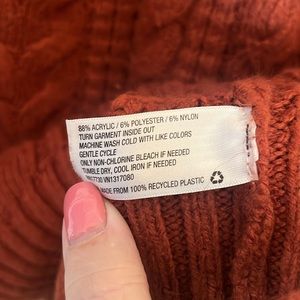 88% ACRYLIC / 6% POLYESTER / 6% NYLON
TURN GARMENT INSIDE OUT
MACHINE WASH COLD WITH LIKE COLORS
GENTLE CYCLE
ONLY NON-CHLORINE BLEACH IF NEEDED
TUMBLE DRY, COOL IRON IF NEEDED
VN1317080
MADE FROM 100% RECYCLED PLASTIC